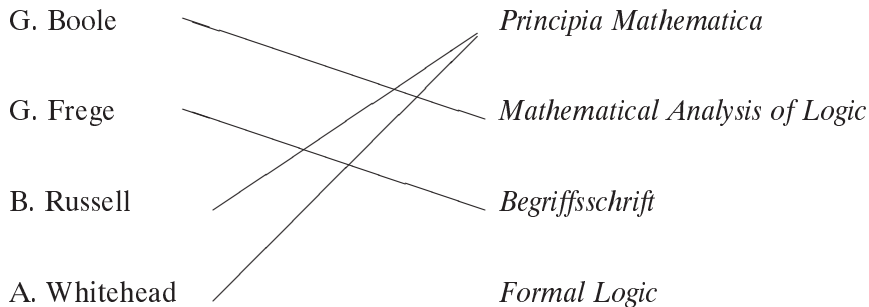 G. Boole Principia Mathematica
G. Frege Mathematical Analysis of Logic
B. Russell Begriffsschrift
A. Whitehead Formal Logic